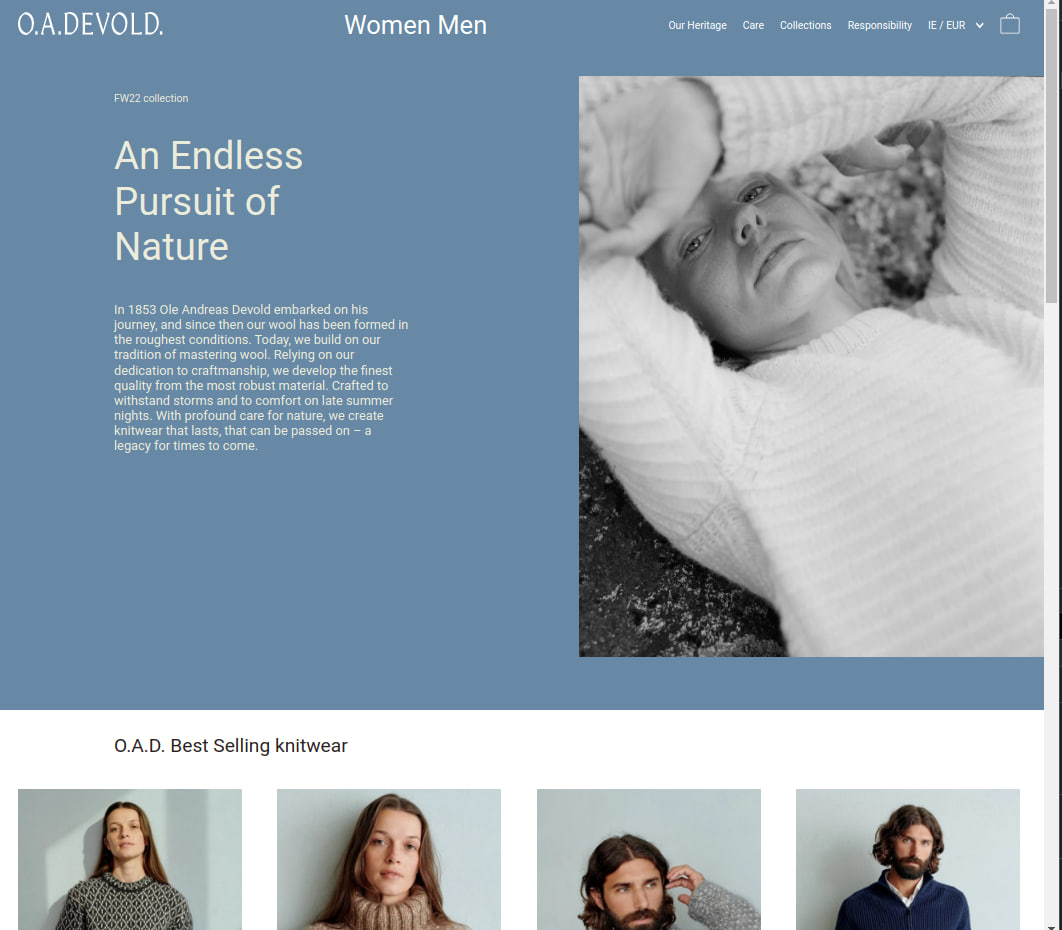 O.A.DEVOLD.
Women Men
Our Heritage Care Collections Responsibility IE / EUR
FW22 collection
An Endless
Pursuit of
Nature
In 1853 Ole Andreas Devold embarked on his
journey, and since then our wool has been formed in
the roughest conditions. Today, we build on our
tradition of mastering wool. Relying on our
dedication to craftmanship, we develop the finest
quality from the most robust material. Crafted to
withstand storms and to comfort on late summer
nights. With profound care for nature, we create
knitwear that lasts, that can be passed on – a
legacy for times to come.
O.A.D. Best Selling knitwear